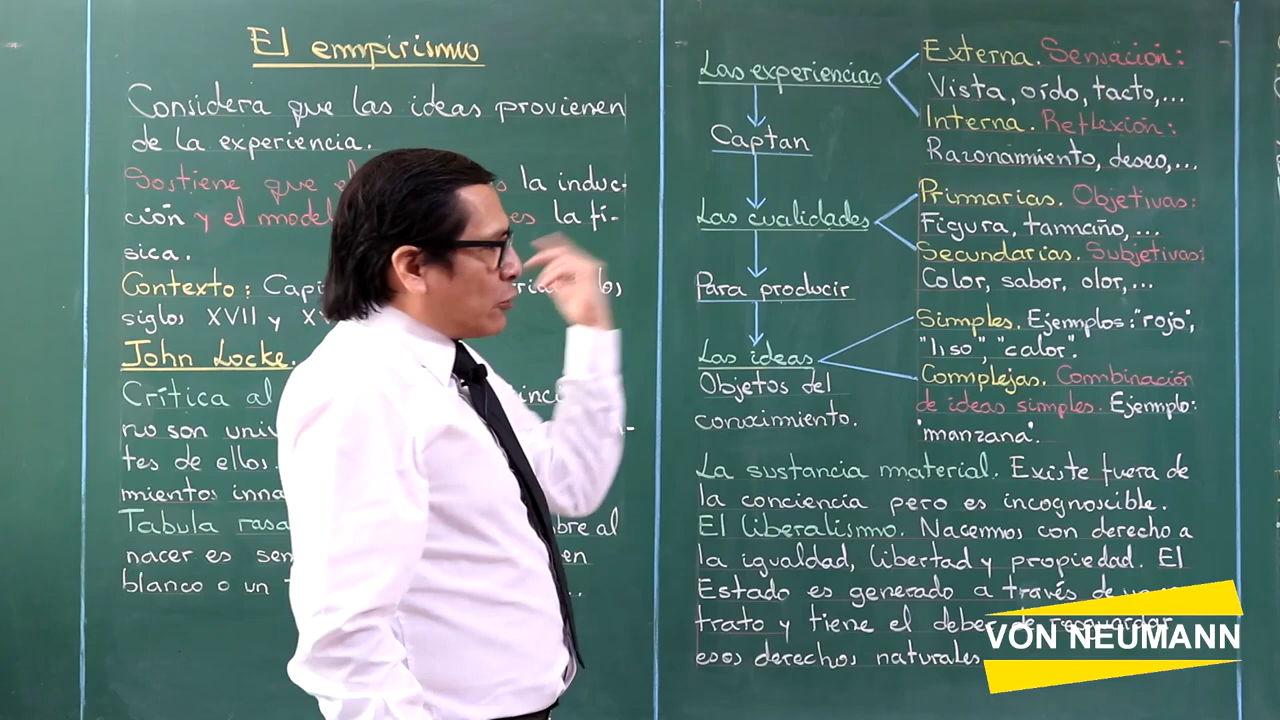 El empirismo
Considera que las ideas provienen
de la experiencia.
Sostiene que la induc-
ción y el model es la fí-
sica.
Contexto: los
siglos XVII y
John Locke.
Crítica al
no son
tes de ellos.
mientos
Tabula rasa al
nacer es en
blanco o un
Las experiencias
Captan
Las cualidades
Para producir
Las ideas
Objetos del
conocimiento.
Externa. Sensación:
Vista, oído, tacto,...
Interna. Reflexión:
Razonamiento, deseo,...
Primarias. Objetivas:
Figura, tamaño,...
Secundarias. Subjetivas:
Color, sabor, olor,...
Simples. Ejemplos: "rojo",
"liso", "calor".
Complejas. Combinación
de ideas simples. Ejemplo:
"manzana".
La sustancia material. Existe fuera de
la conciencia pero es incognoscible.
El liberalismo. Nacemos con derecho a
la igualdad, libertad y propiedad. El
Estado es generado a través de
trato y tiene el deber de resguardar
esos derechos naturales
VON NEUMANN